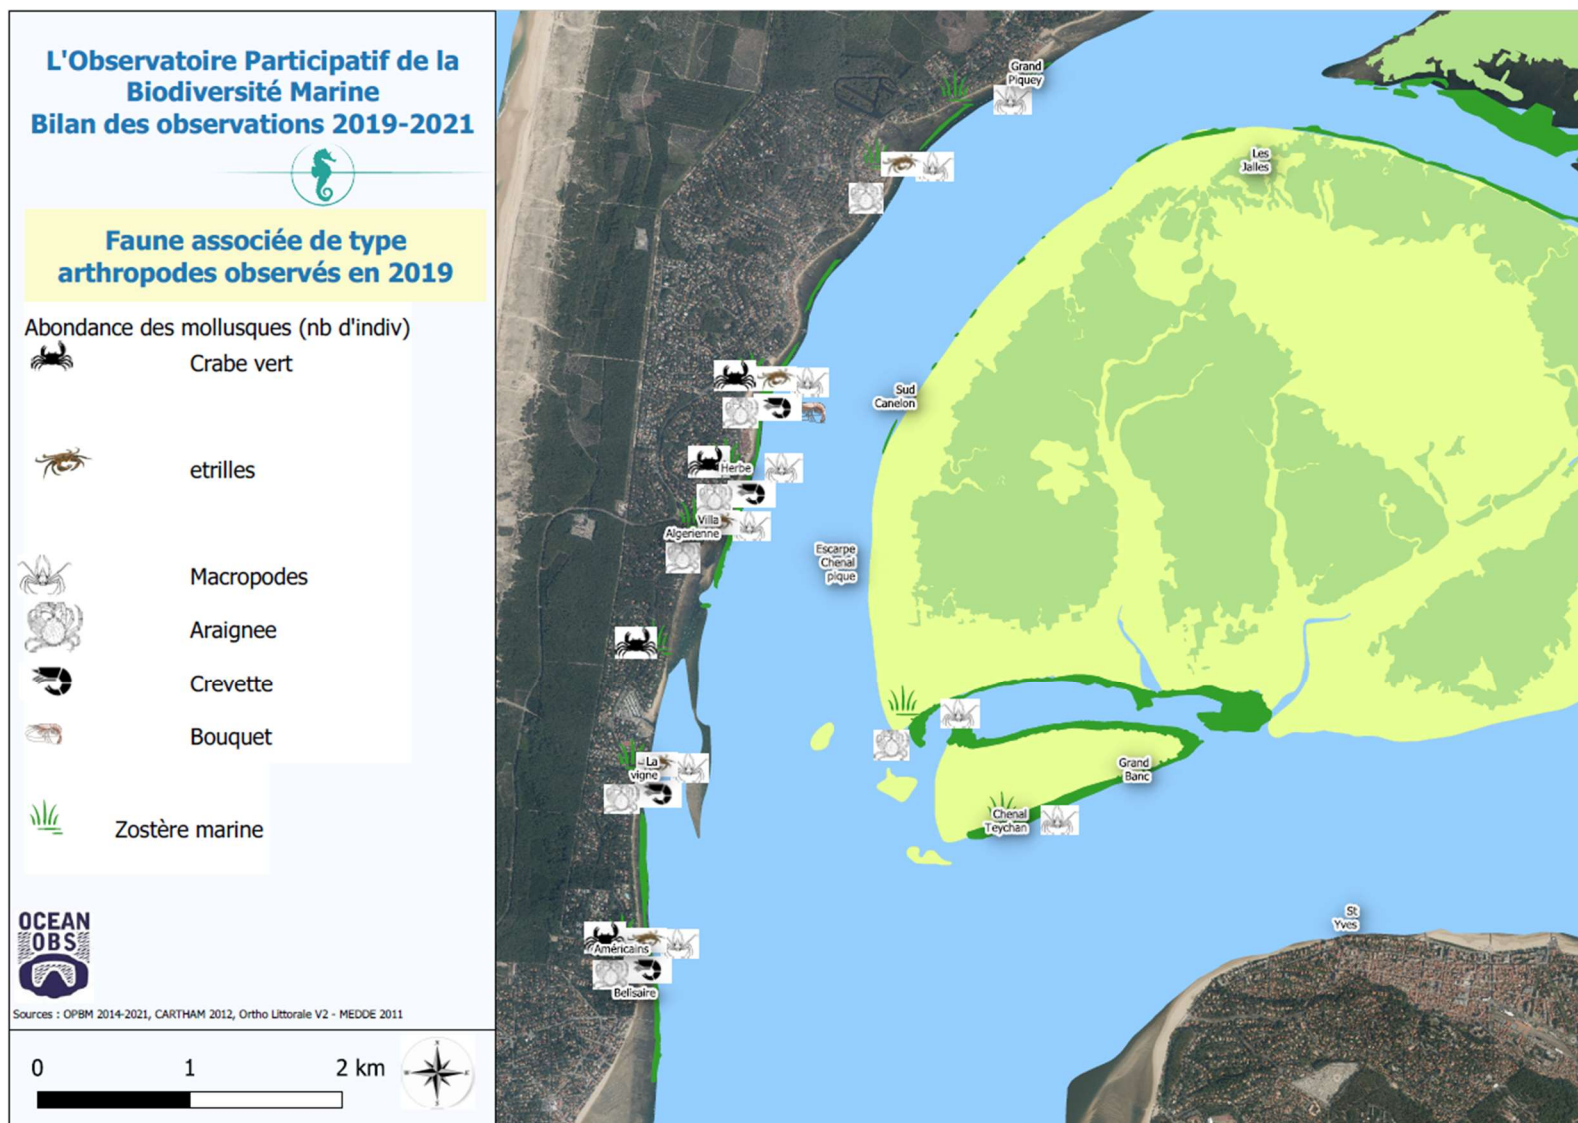 L'Observatoire Participatif de la
Biodiversité Marine
Bilan des observations 2019-2021
Faune associée de type
arthropodes observés en 2019
Abondance des mollusques (nb d'indiv)
Crabe vert
etrilles
Macropodes
Araignee
Crevette
Bouquet
Zostère marine
OCEAN
OBS
Sources : OPBM 2014-2021, CARTHAM 2012, Ortho Littorale V2 - MEDDE 2011
0 1 2 km
N
W E
S
Grand
Piquey
Les
Jalles
Sud
Canelon
Herbe
Villa
Algerienne
Escarpe
Chenal
pique
La
vigne
Grand
Banc
Chenal
Teychan
St
Yves
Américains
Belisaire